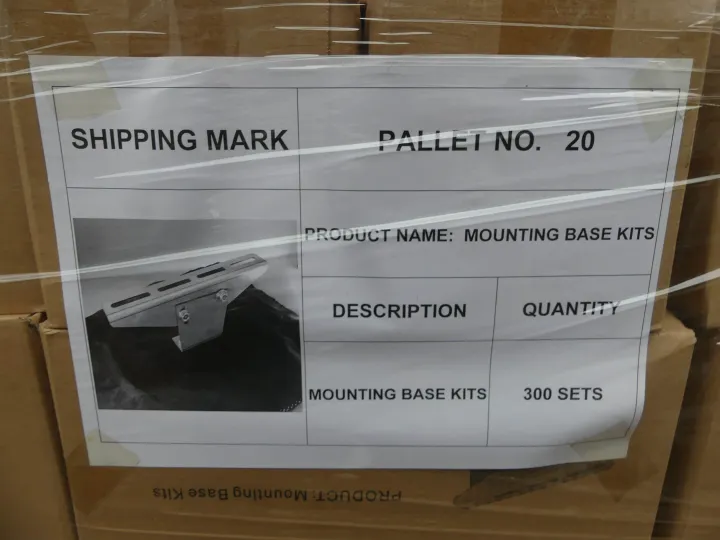 SHIPPING MARK
PALLET NO. 20
PRODUCT NAME: MOUNTING BASE KITS
DESCRIPTION
QUANTITY
MOUNTING BASE KITS
300 SETS
PRODUCT: Mounting Base Kits